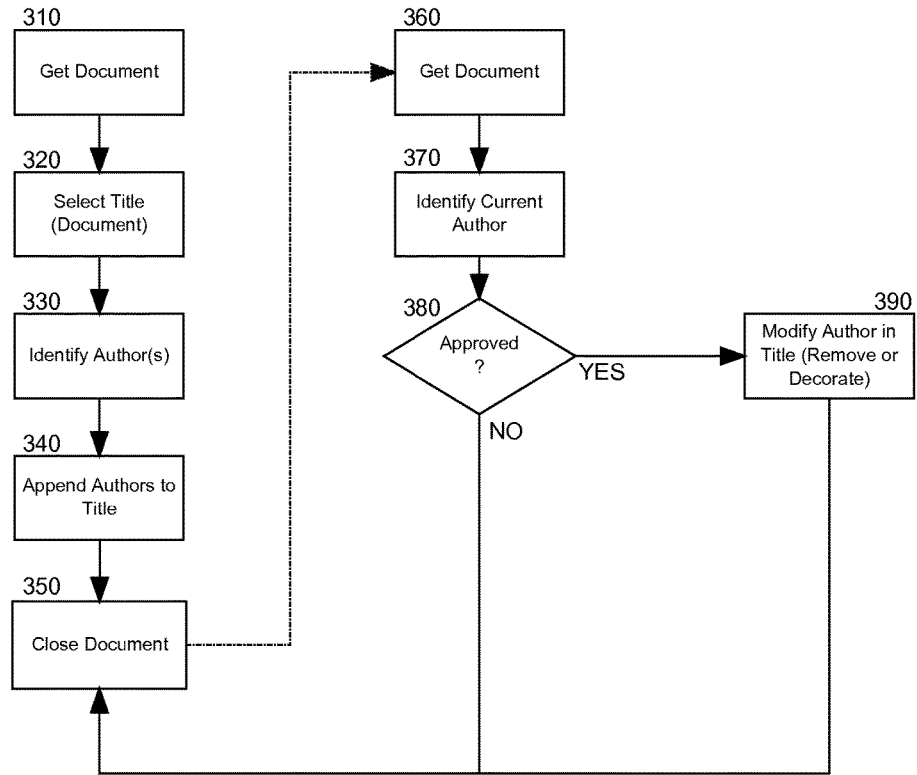 310
Get Document
320
Select Title
(Document)
330
Identify Author(s)
340
Append Authors to
Title
350
Close Document
360
Get Document
370
Identify Current
Author
380
Approved
?
YES
NO
390
Modify Author in
Title (Remove or
Decorate)